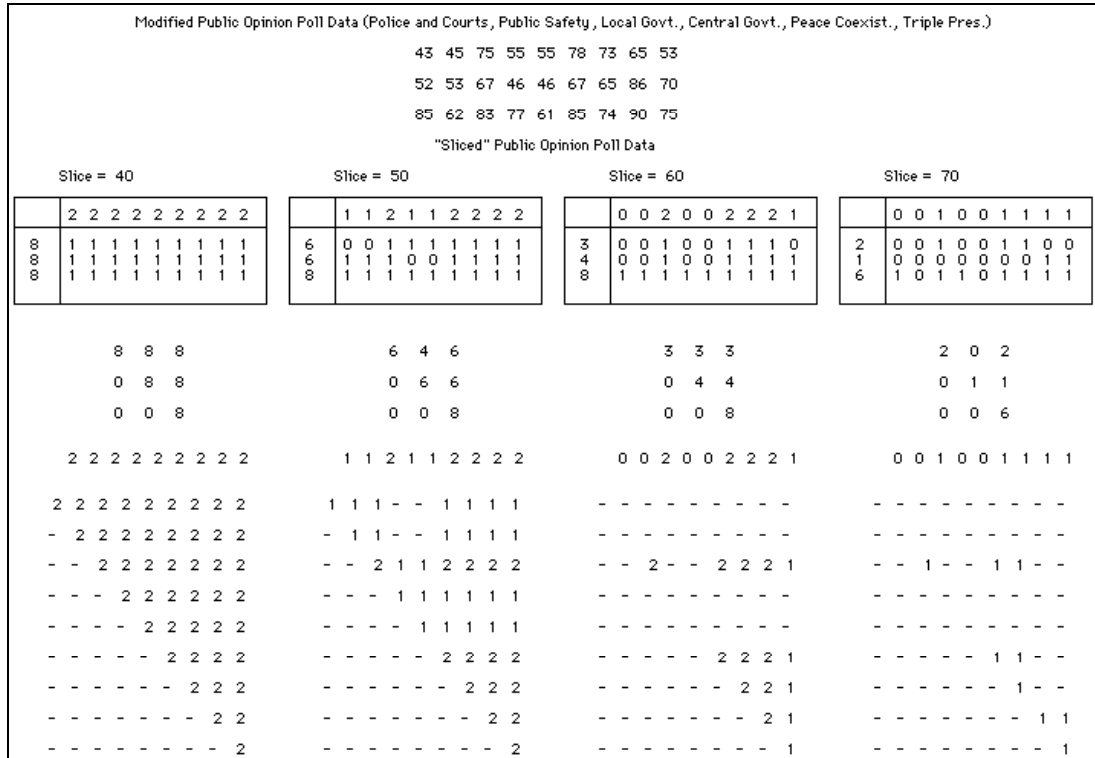 Modified Public Opinion Poll Data (Police and Courts, Public Safety, Local Govt., Central Govt., Peace Coexist., Triple Pres.)
43 45 75 55 55 78 73 65 53
52 53 67 46 46 67 65 86 70
85 62 83 77 61 85 74 90 75
"Sliced" Public Opinion Poll Data
Slice = 40 Slice = 50 Slice = 60 Slice = 70
2 2 2 2 2 2 2 2 2 1 1 2 1 1 2 2 2 2 0 0 2 0 0 2 2 2 1 0 0 1 0 0 1 1 1 1
8 1 1 1 1 1 1 1 1 1 6 0 0 1 1 1 1 1 1 1 3 0 0 1 0 0 1 1 1 0 2 0 0 1 0 0 1 1 0 0
8 1 1 1 1 1 1 1 1 1 6 1 1 1 0 0 1 1 1 1 4 0 0 1 0 0 1 1 1 1 1 0 0 0 0 0 0 0 1 1
8 1 1 1 1 1 1 1 1 1 8 1 1 1 1 1 1 1 1 1 8 1 1 1 1 1 1 1 1 1 6 1 0 1 1 0 1 1 1 1
8 8 8 6 4 6 3 3 3 2 0 2
0 8 8 0 6 6 0 4 4 0 1 1
0 0 8 0 0 8 0 0 8 0 0 6
2 2 2 2 2 2 2 2 2 1 1 2 1 1 2 2 2 2 0 0 2 0 0 2 2 2 1 0 0 1 0 0 1 1 1 1
2 2 2 2 2 2 2 2 2 1 1 1 - - 1 1 1 1 - - - - - - - - - - - - - - - - - -
- 2 2 2 2 2 2 2 2 - 1 1 - - 1 1 1 1 - - - - - - - - - - - - - - - - - -
- - 2 2 2 2 2 2 2 - - 2 1 1 2 2 2 2 - - 2 - - 2 2 2 1 - - 1 - - 1 1 - -
- - - 2 2 2 2 2 2 - - - 1 1 1 1 1 1 - - - - - - - - - - - - - - - - - -
- - - - 2 2 2 2 2 - - - - 1 1 1 1 1 - - - - - - - - - - - - - - - - - -
- - - - - 2 2 2 2 - - - - - 2 2 2 2 - - - - - 2 2 2 1 - - - - - 1 1 - -
- - - - - - 2 2 2 - - - - - - 2 2 2 - - - - - - 2 2 1 - - - - - - 1 - -
- - - - - - - 2 2 - - - - - - - 2 2 - - - - - - - 2 1 - - - - - - - 1 1
- - - - - - - - 2 - - - - - - - - 2 - - - - - - - - 1 - - - - - - - - 1